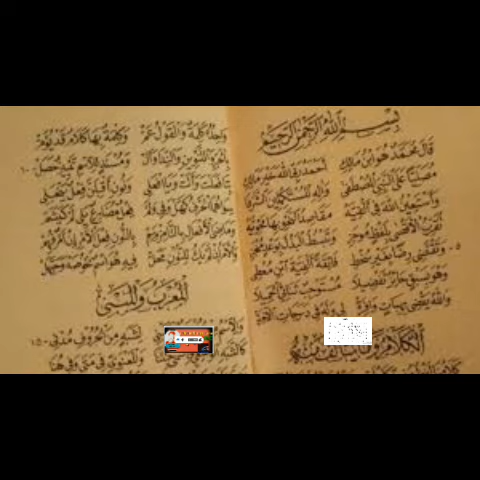 بسم الله الرحمن الرحيم
قال محمد هو ابن مالك أحمد ربي الله خير مالك
مصليا على النبي المصطفى وآله المستكملين الشرفا
وأستعين الله في ألفيه مقاصد النحو بها محويه
تقرب الأقصى بلفظ موجز وتبسط البذل بوعد منجز
٥ وتقتضي رضا بغير سخط فائقة ألفية ابن معطي
وهو بسبق حائز تفضيلا مستوجب ثنائي الجميلا
والله يقضي بهبات وافره لي وله في درجات الآخره
الكلام وما يتألف منه
واحده كلمة والقول عم وكلمة بها كلام قد يؤم
بالجر والتنوين والندا وأل ومسند للاسم تمييز حصل ١٠
بتا فعلت وأتت ويا افعلي ونون أقبلن فعل ينجلي
سواهما الحرف كهل وفي ولم فعل مضارع يلي لم كيشم
وماضي الأفعال بالتا مز وسم بالنون فعل الأمر إن أمر فهم
والأمر إن لم يك للنون محل فيه هو اسم نحو صه وحيهل
المعرب والمبني
والاسم لشبه من الحروف مدني ١٥
كالشبه والمعنوي في متى وفي هنا